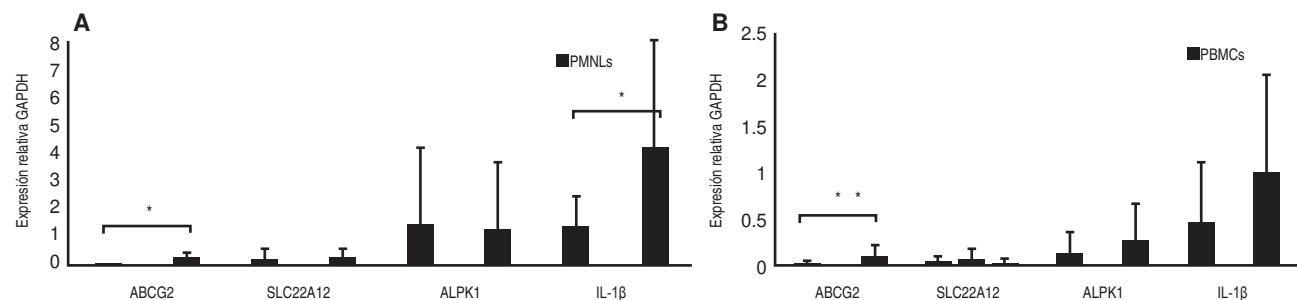 A
Expresión relativa GAPDH
8
7
6
5
4
3
2
1
0
PMNLs
*
*
ABCG2 SLC22A12 ALPK1 IL-1β
B
Expresión relativa GAPDH
2.5
2
1.5
1
0.5
0
PBMCs
* *
ABCG2 SLC22A12 ALPK1 IL-1β